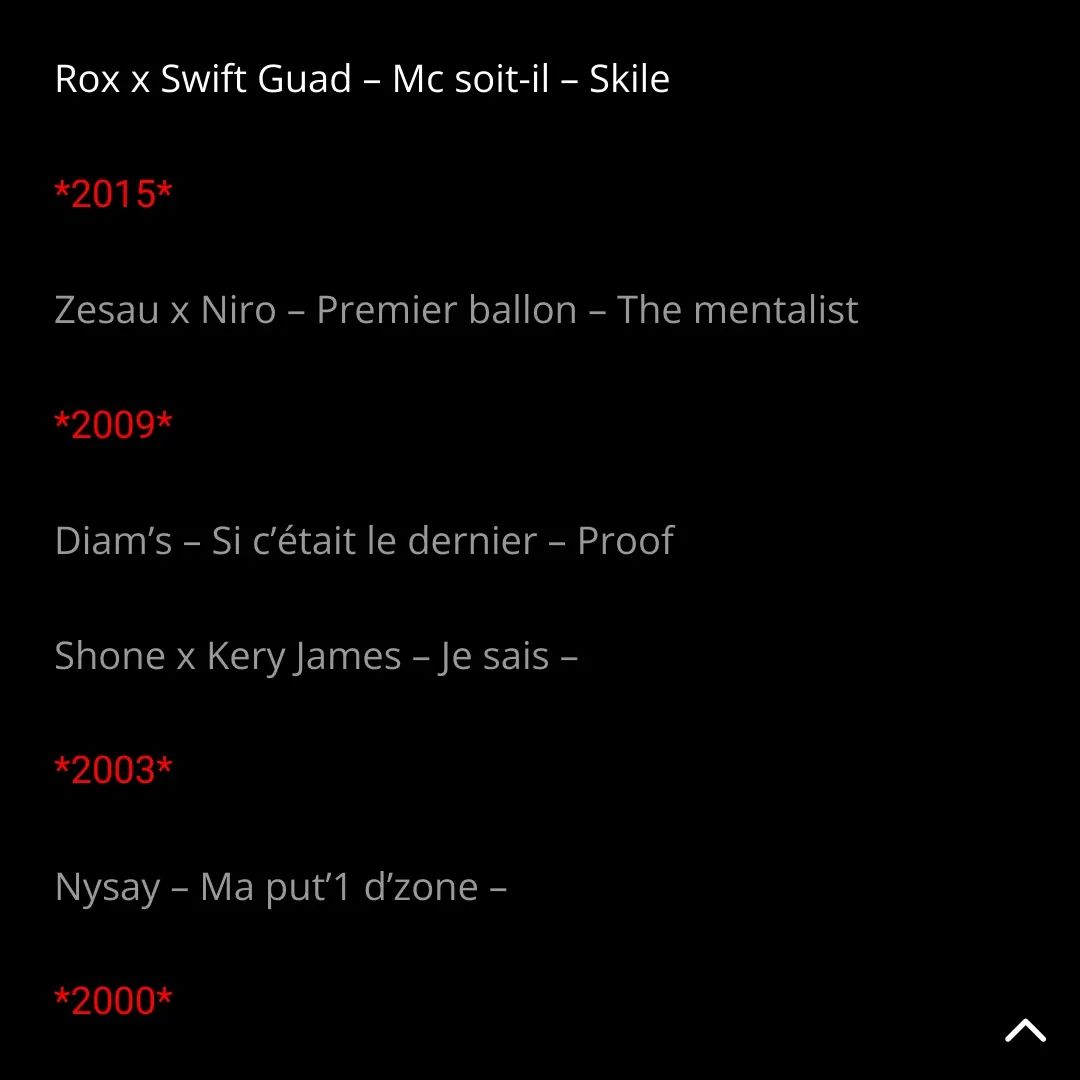 Rox x Swift Guad – Mc soit-il – Skile
*2015*
Zesau x Niro – Premier ballon – The mentalist
*2009*
Diam’s – Si c’était le dernier – Proof
Shone x Kery James – Je sais –
*2003*
Nysay – Ma put’1 d’zone –
*2000*